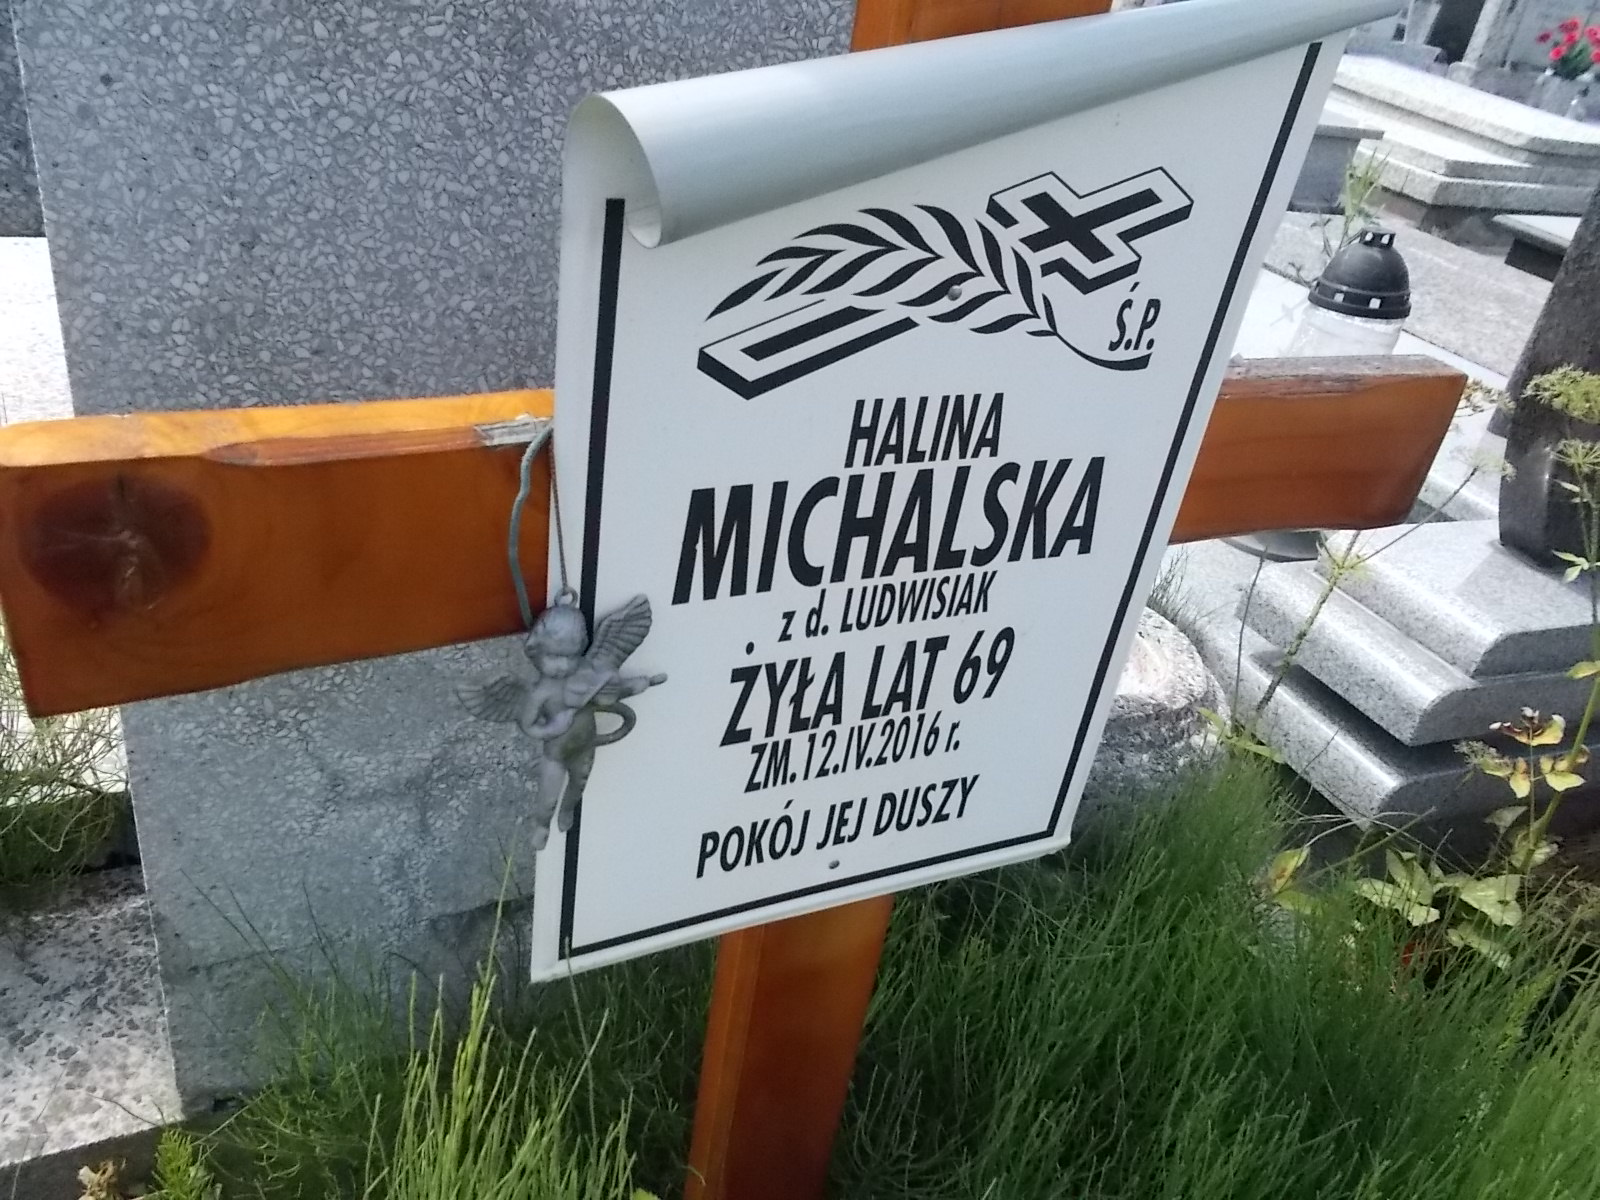 Ś.P.
HALINA
MICHALSKA
z d. LUDWISIAK
ŻYŁA LAT 69
ZM.12.IV.2016 r.
POKÓJ JEJ DUSZY